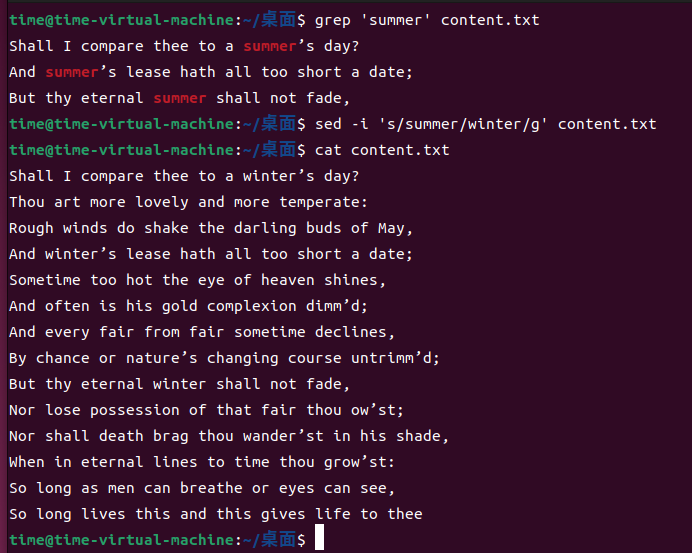 time@time-virtual-machine:~/桌面$ grep 'summer' content.txt
Shall I compare thee to a summer’s day?
And summer’s lease hath all too short a date;
But thy eternal summer shall not fade,
time@time-virtual-machine:~/桌面$ sed -i 's/summer/winter/g' content.txt
time@time-virtual-machine:~/桌面$ cat content.txt
Shall I compare thee to a winter’s day?
Thou art more lovely and more temperate:
Rough winds do shake the darling buds of May,
And winter’s lease hath all too short a date;
Sometime too hot the eye of heaven shines,
And often is his gold complexion dimm’d;
And every fair from fair sometime declines,
By chance or nature’s changing course untrimm’d;
But thy eternal winter shall not fade,
Nor lose possession of that fair thou ow’st;
Nor shall death brag thou wander’st in his shade,
When in eternal lines to time thou grow’st:
So long as men can breathe or eyes can see,
So long lives this and this gives life to thee
time@time-virtual-machine:~/桌面$